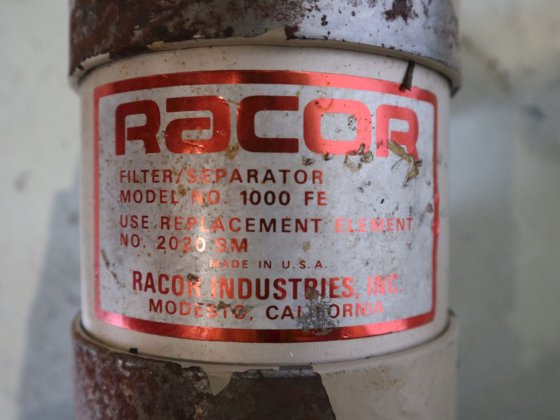 RacoR
FILTER/SEPARATOR
MODEL NO. 1000 FE
USE REPLACEMENT ELEMENT
NO. 2020 SM
MADE IN U.S.A.
RACOR INDUSTRIES, INC.
MODESTO, CALIFORNIA